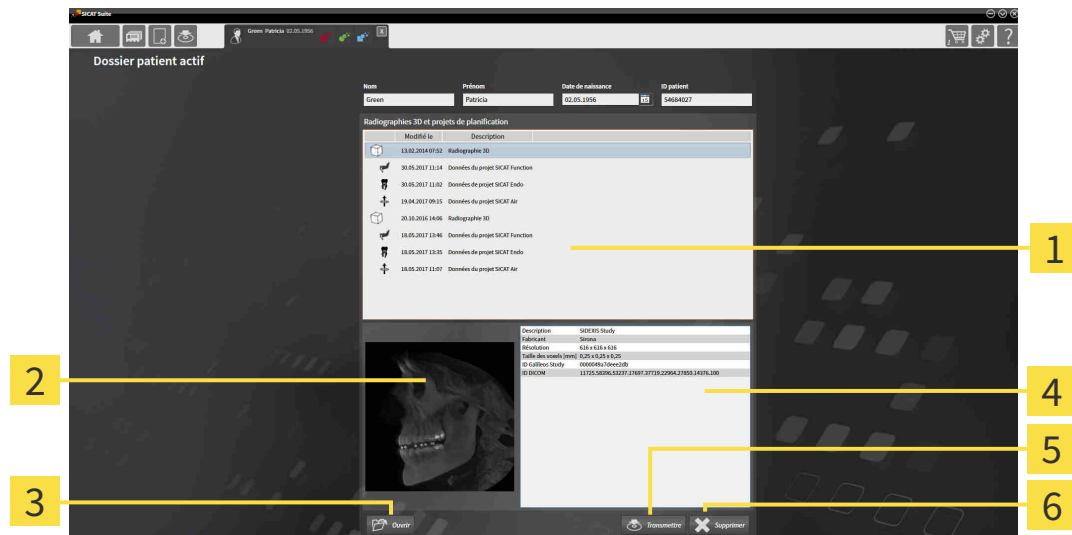 SICAT Suite
Green Patricia 02.05.1956
X
?
Dossier patient actif
Nom Prénom Date de naissance ID patient
Green Patricia 02.05.1956 15 54684027
Radiographies 3D et projets de planification
Modifié le Description
13.02.2014 07:52 Radiographie 3D
30.05.2017 11:14 Données du projet SICAT Function
30.05.2017 11:02 Données de projet SICAT Endo
19.04.2017 09:15 Données du projet SICAT Air
20.10.2016 14:06 Radiographie 3D
18.05.2017 13:46 Données du projet SICAT Function
18.05.2017 13:35 Données de projet SICAT Endo
18.05.2017 11:07 Données du projet SICAT Air
1
Description SIDEXIS Study
Fabricant Sirona
Résolution 616 x 616 x 616
Taille des voxels [mm] 0,25 x 0,25 x 0,25
ID Galileos Study 0000049a7deee2db
ID DICOM 11725.58396.53237.17697.37719.22964.27850.14376.100
2
4
5
3
6
Ouvrir Transmettre Supprimer